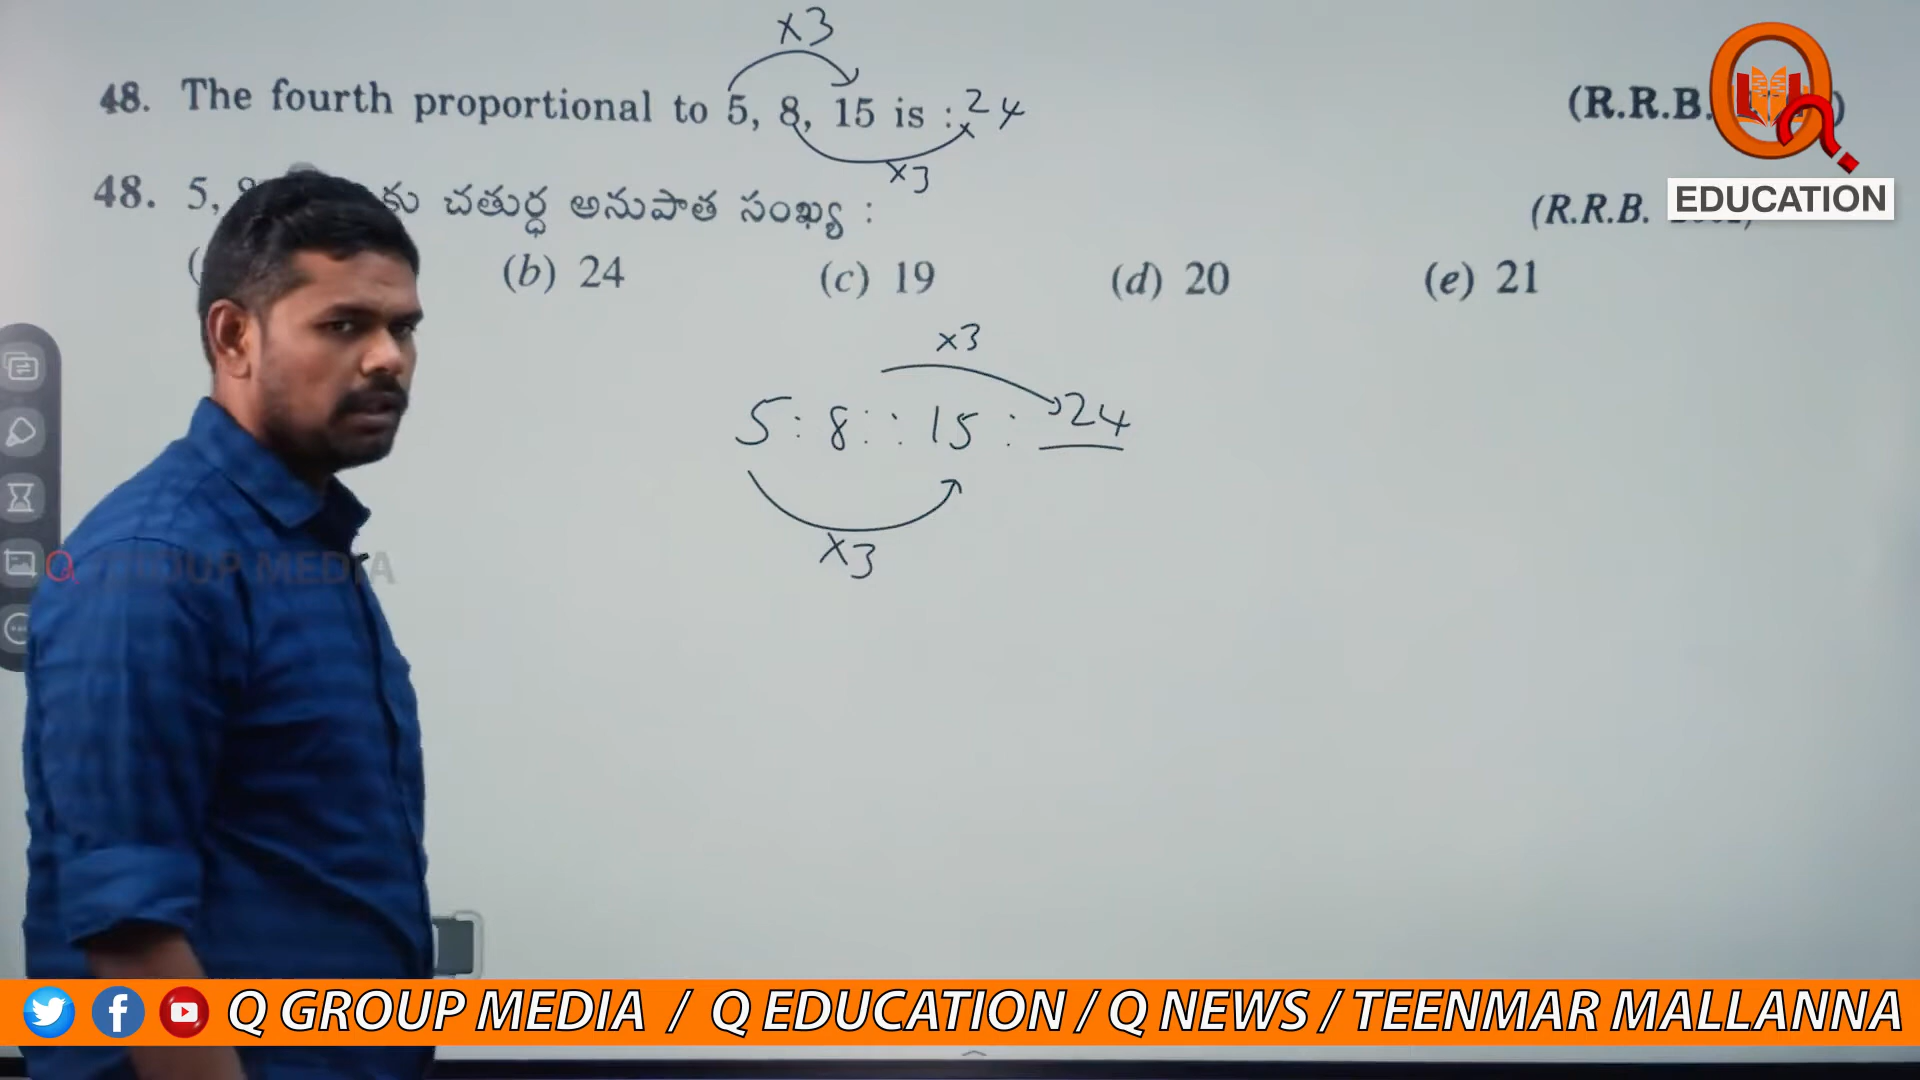 ×3
48. The fourth proportional to 5, 8, 15 is : 24
(R.R.B.
×3
48. 5, కు చతుర్థ అనుపాత సంఖ్య :
(R.R.B.
EDUCATION
(b) 24 (c) 19 (d) 20 (e) 21
×3
5 : 8 : : 15 : 24
×3
Q GROUP MEDIA
Q GROUP MEDIA / Q EDUCATION / Q NEWS / TEENMAR MALLANNA